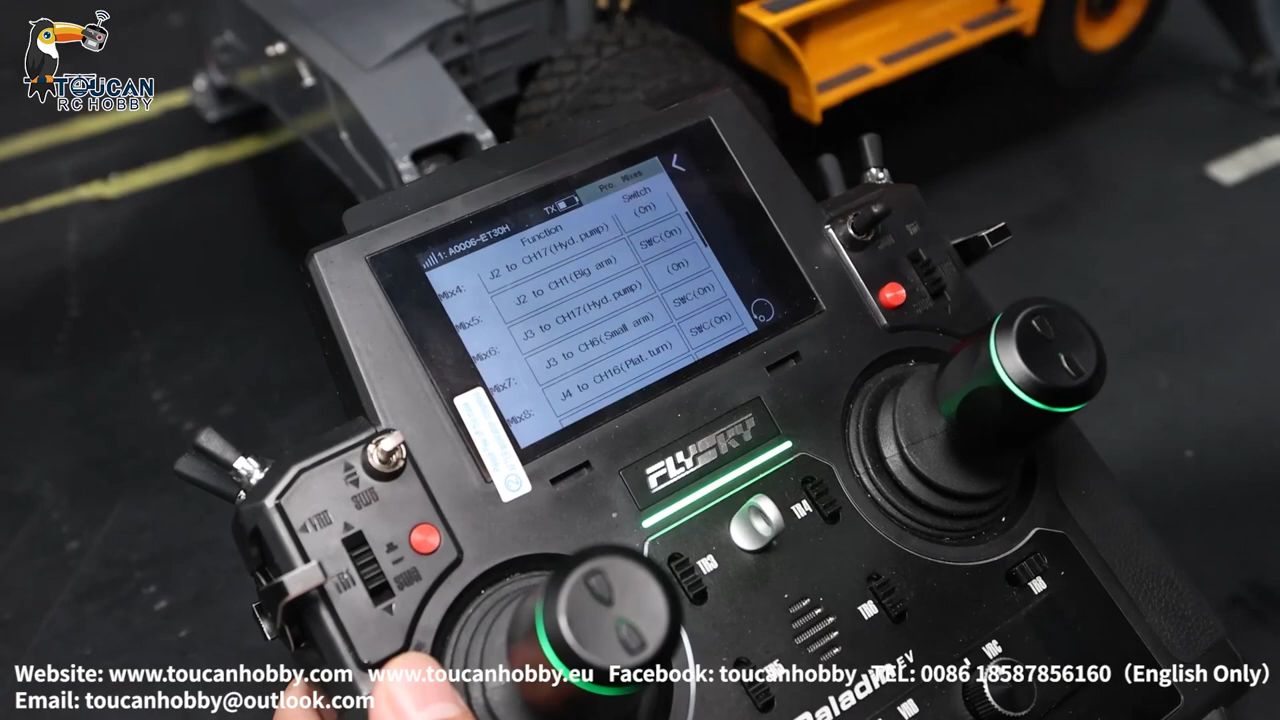 TOUCAN
RC HOBBY
TX
Pro. Mixes
1: A0006-ET30H
Function
Switch
Mix4:
J2 to CH17(Hyd. pump)
(On)
Mix5:
J2 to CH1(Big arm)
SWC(On)
Mix6:
J3 to CH17(Hyd. pump)
(On)
Mix7:
J3 to CH6(Small arm)
SWC(On)
Mix8:
J4 to CH16(Plat. turn)
SWC(On)
FLYSKY
TR4
TR3
TR6
TR8
VRC
EV
VRD
Website: www.toucanhobby.com www.toucanhobby.eu Facebook: toucanhobby TEL: 0086 18587856160 (English Only)
Email: toucanhobby@outlook.com